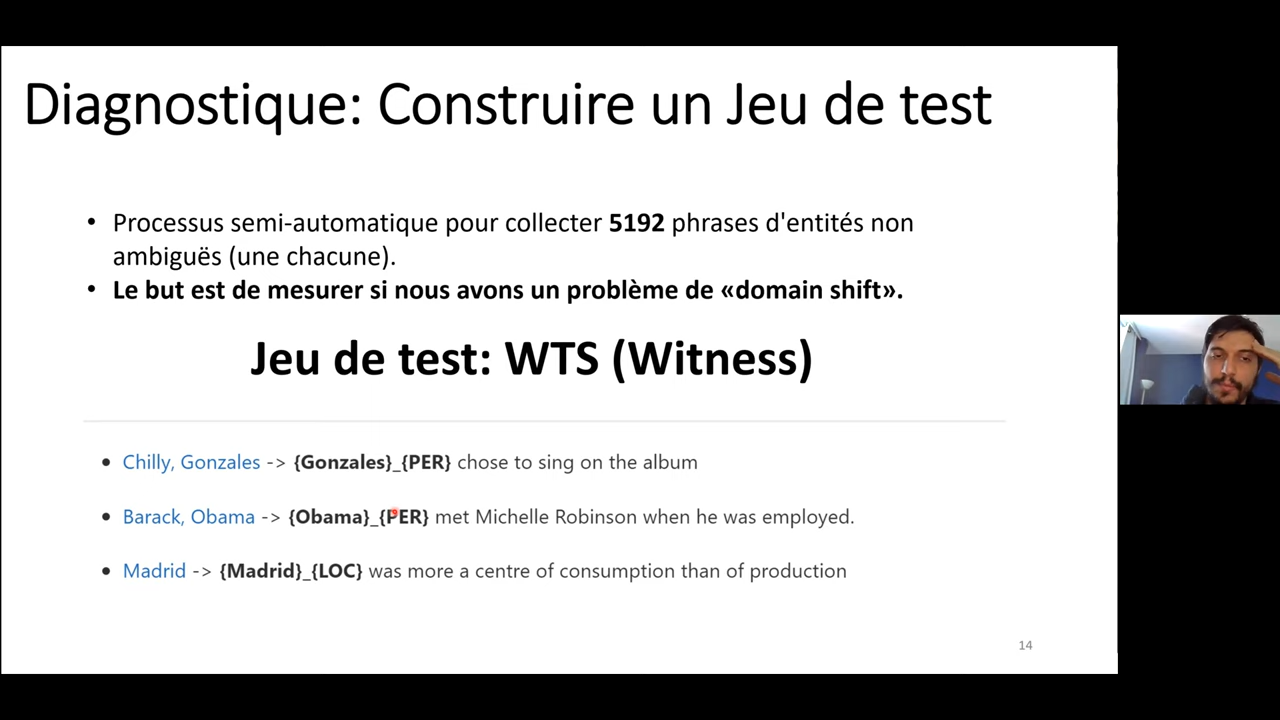 Diagnostique: Construire un Jeu de test
• Processus semi-automatique pour collecter 5192 phrases d'entités non
ambiguës (une chacune).
• Le but est de mesurer si nous avons un problème de «domain shift».
Jeu de test: WTS (Witness)
• Chilly, Gonzales -> {Gonzales}_{PER} chose to sing on the album
• Barack, Obama -> {Obama}_{PER} met Michelle Robinson when he was employed.
• Madrid -> {Madrid}_{LOC} was more a centre of consumption than of production
14